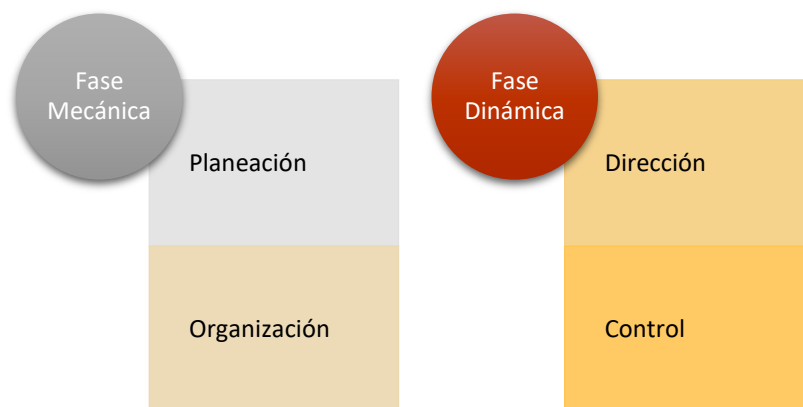 Fase
Mecánica
Planeación
Organización
Fase
Dinámica
Dirección
Control